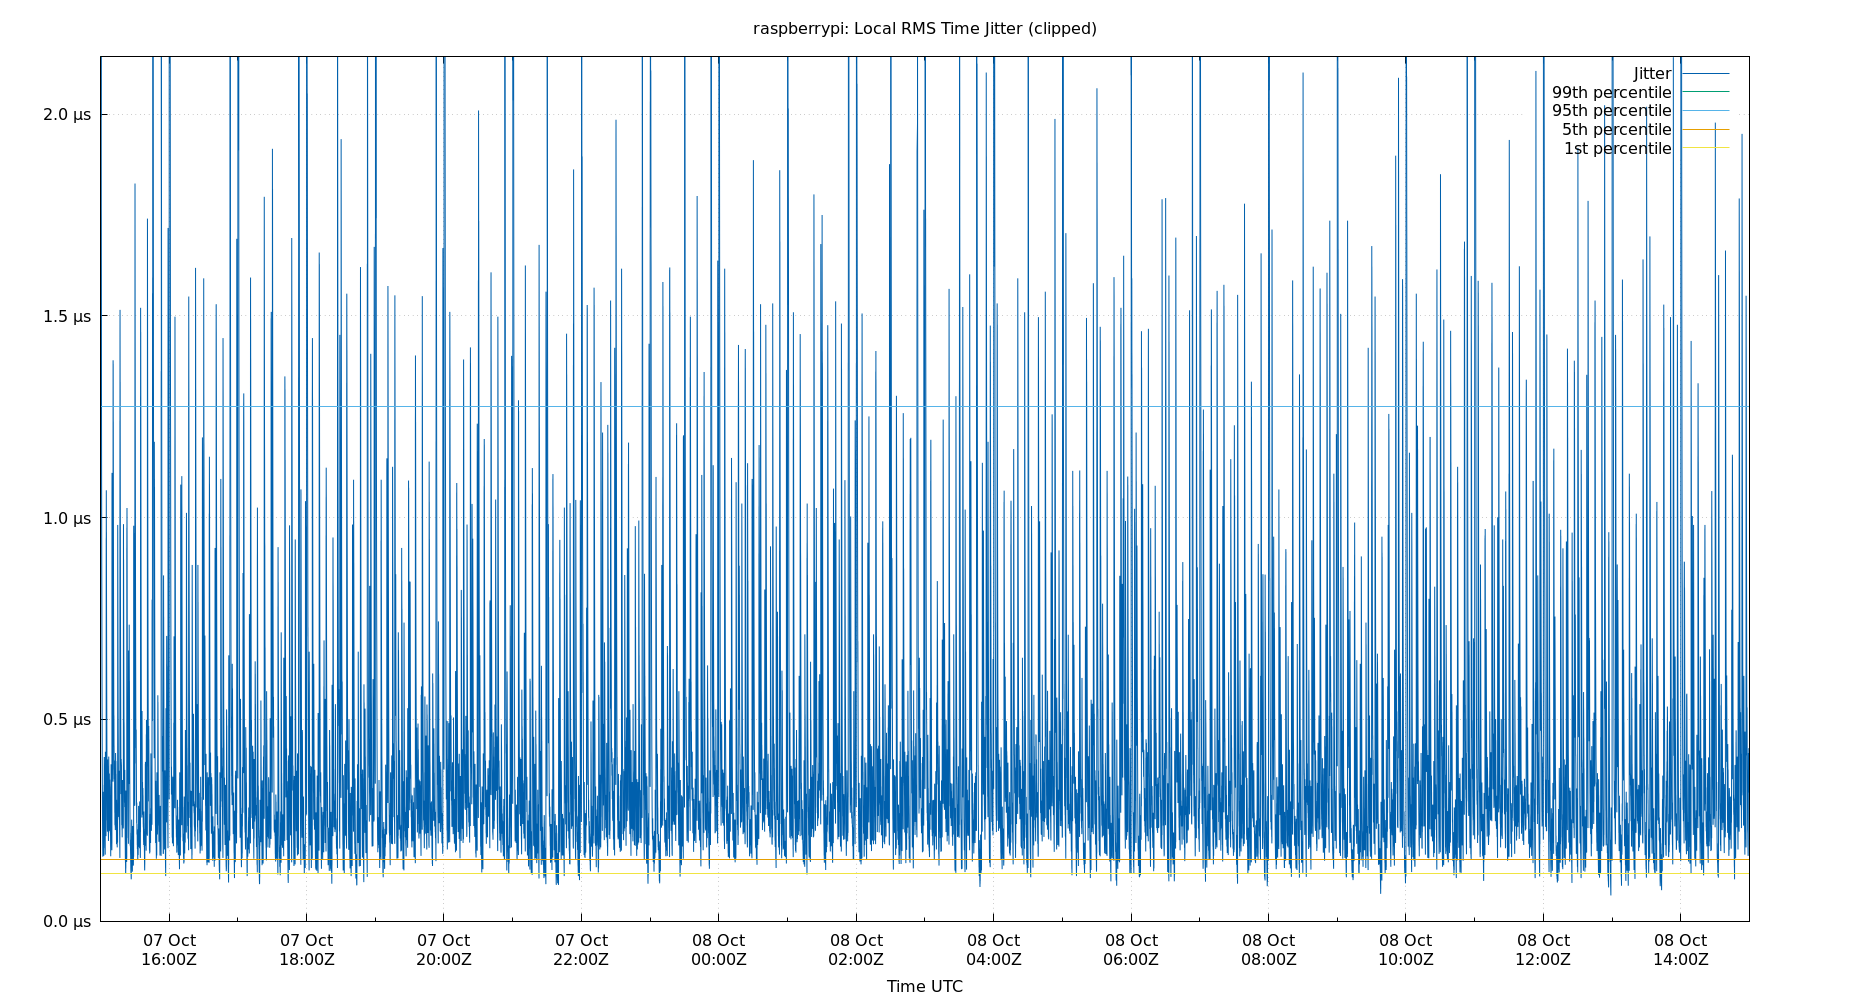 raspberrypi: Local RMS Time Jitter (clipped)
Jitter
99th percentile
95th percentile
5th percentile
1st percentile
2.0 µs
1.5 µs
1.0 µs
0.5 µs
0.0 µs
07 Oct 07 Oct 07 Oct 07 Oct 08 Oct 08 Oct 08 Oct 08 Oct 08 Oct 08 Oct 08 Oct 08 Oct
16:00Z 18:00Z 20:00Z 22:00Z 00:00Z 02:00Z 04:00Z 06:00Z 08:00Z 10:00Z 12:00Z 14:00Z
Time UTC